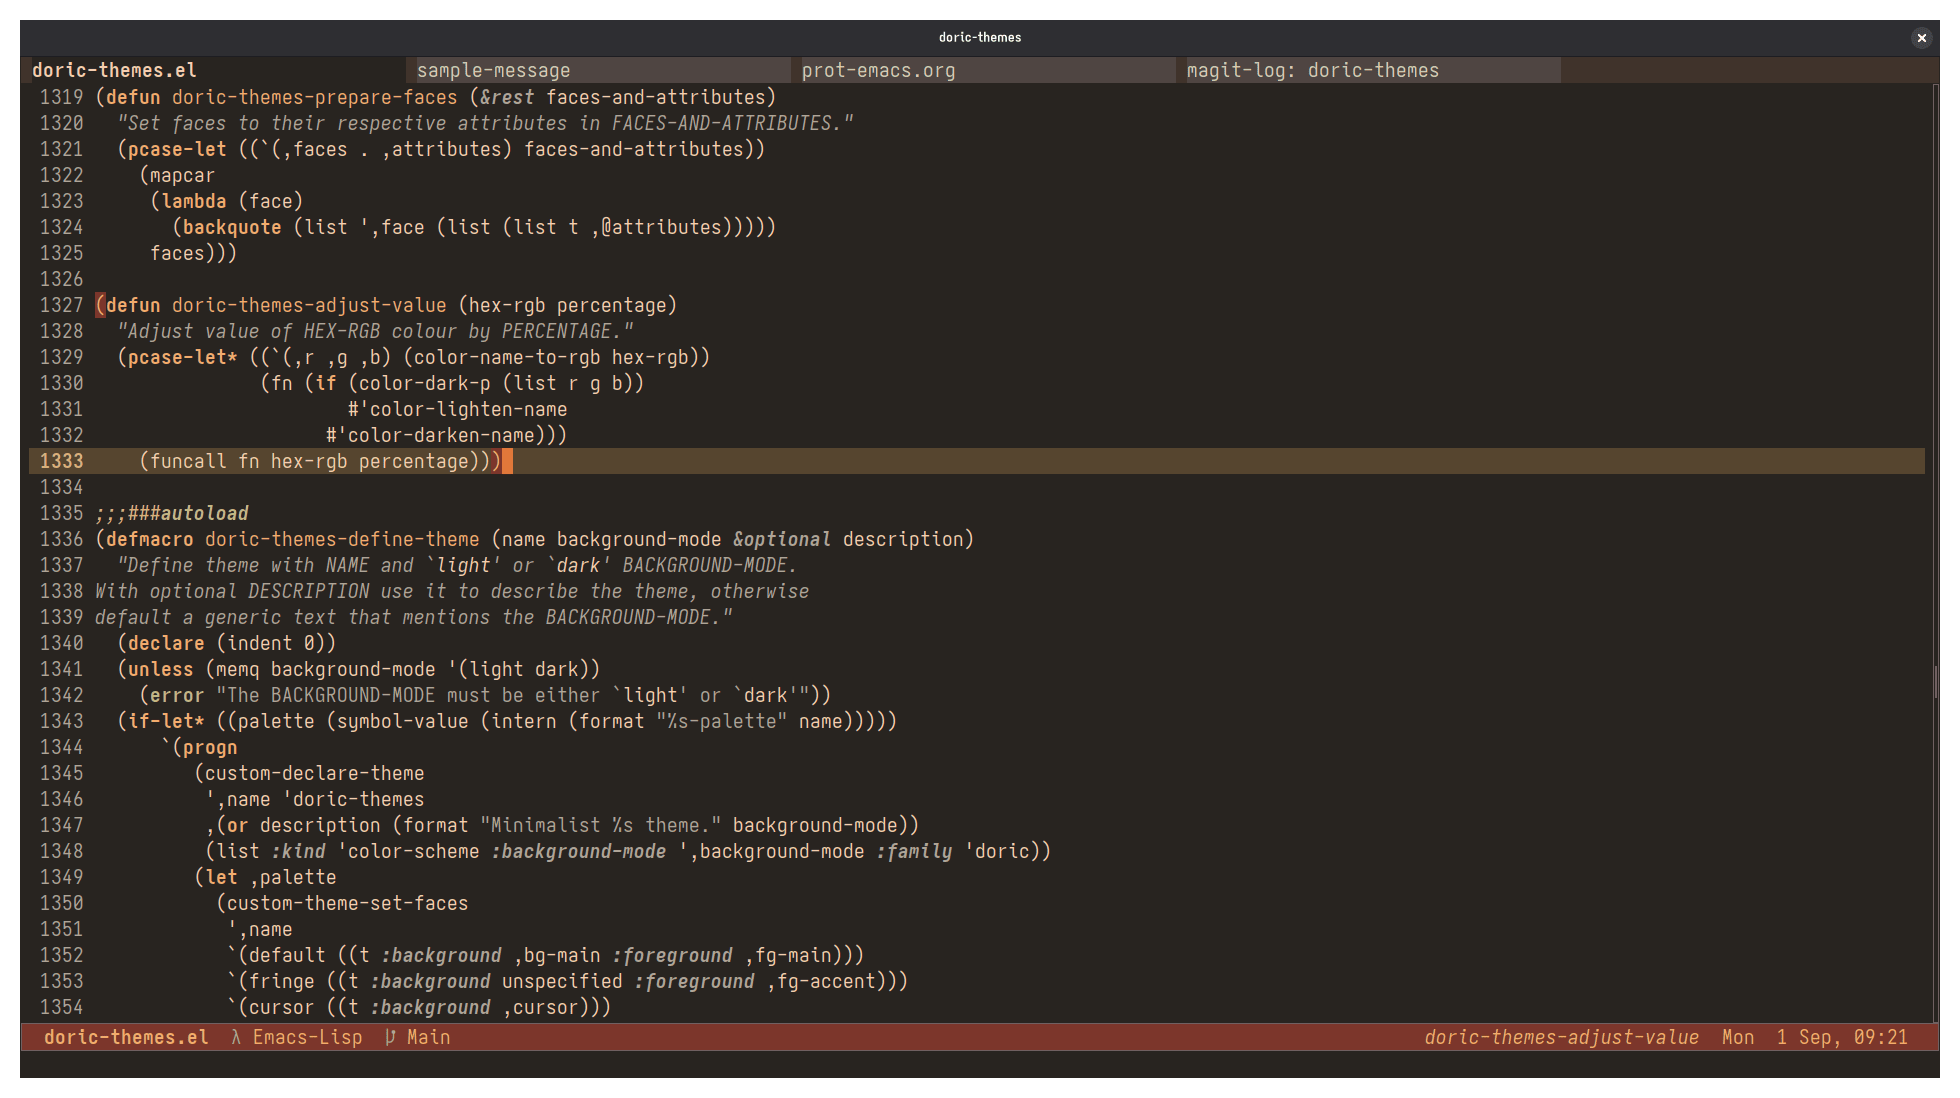 doric-themes
doric-themes.el sample-message prot-emacs.org magit-log: doric-themes
1319 (defun doric-themes-prepare-faces (&rest faces-and-attributes)
1320   "Set faces to their respective attributes in FACES-AND-ATTRIBUTES."
1321   (pcase-let ((`(,faces . ,attributes) faces-and-attributes))
1322     (mapcar
1323      (lambda (face)
1324        (backquote (list ',face (list (list t ,@attributes)))))
1325      faces)))
1326
1327 (defun doric-themes-adjust-value (hex-rgb percentage)
1328   "Adjust value of HEX-RGB colour by PERCENTAGE."
1329   (pcase-let* ((`(,r ,g ,b) (color-name-to-rgb hex-rgb))
1330                (fn (if (color-dark-p (list r g b))
1331                        #'color-lighten-name
1332                      #'color-darken-name)))
1333     (funcall fn hex-rgb percentage)))
1334
1335 ;;;###autoload
1336 (defmacro doric-themes-define-theme (name background-mode &optional description)
1337   "Define theme with NAME and `light' or `dark' BACKGROUND-MODE.
1338 With optional DESCRIPTION use it to describe the theme, otherwise
1339 default a generic text that mentions the BACKGROUND-MODE."
1340   (declare (indent 0))
1341   (unless (memq background-mode '(light dark))
1342     (error "The BACKGROUND-MODE must be either `light' or `dark'"))
1343   (if-let* ((palette (symbol-value (intern (format "%s-palette" name)))))
1344       `(progn
1345          (custom-declare-theme
1346           ',name 'doric-themes
1347           ,(or description (format "Minimalist %s theme." background-mode))
1348           (list :kind 'color-scheme :background-mode ',background-mode :family 'doric))
1349          (let ,palette
1350            (custom-theme-set-faces
1351             ',name
1352             `(default ((t :background ,bg-main :foreground ,fg-main)))
1353             `(fringe ((t :background unspecified :foreground ,fg-accent)))
1354             `(cursor ((t :background ,cursor)))
doric-themes.el λ Emacs-Lisp Main doric-themes-adjust-value Mon 1 Sep, 09:21